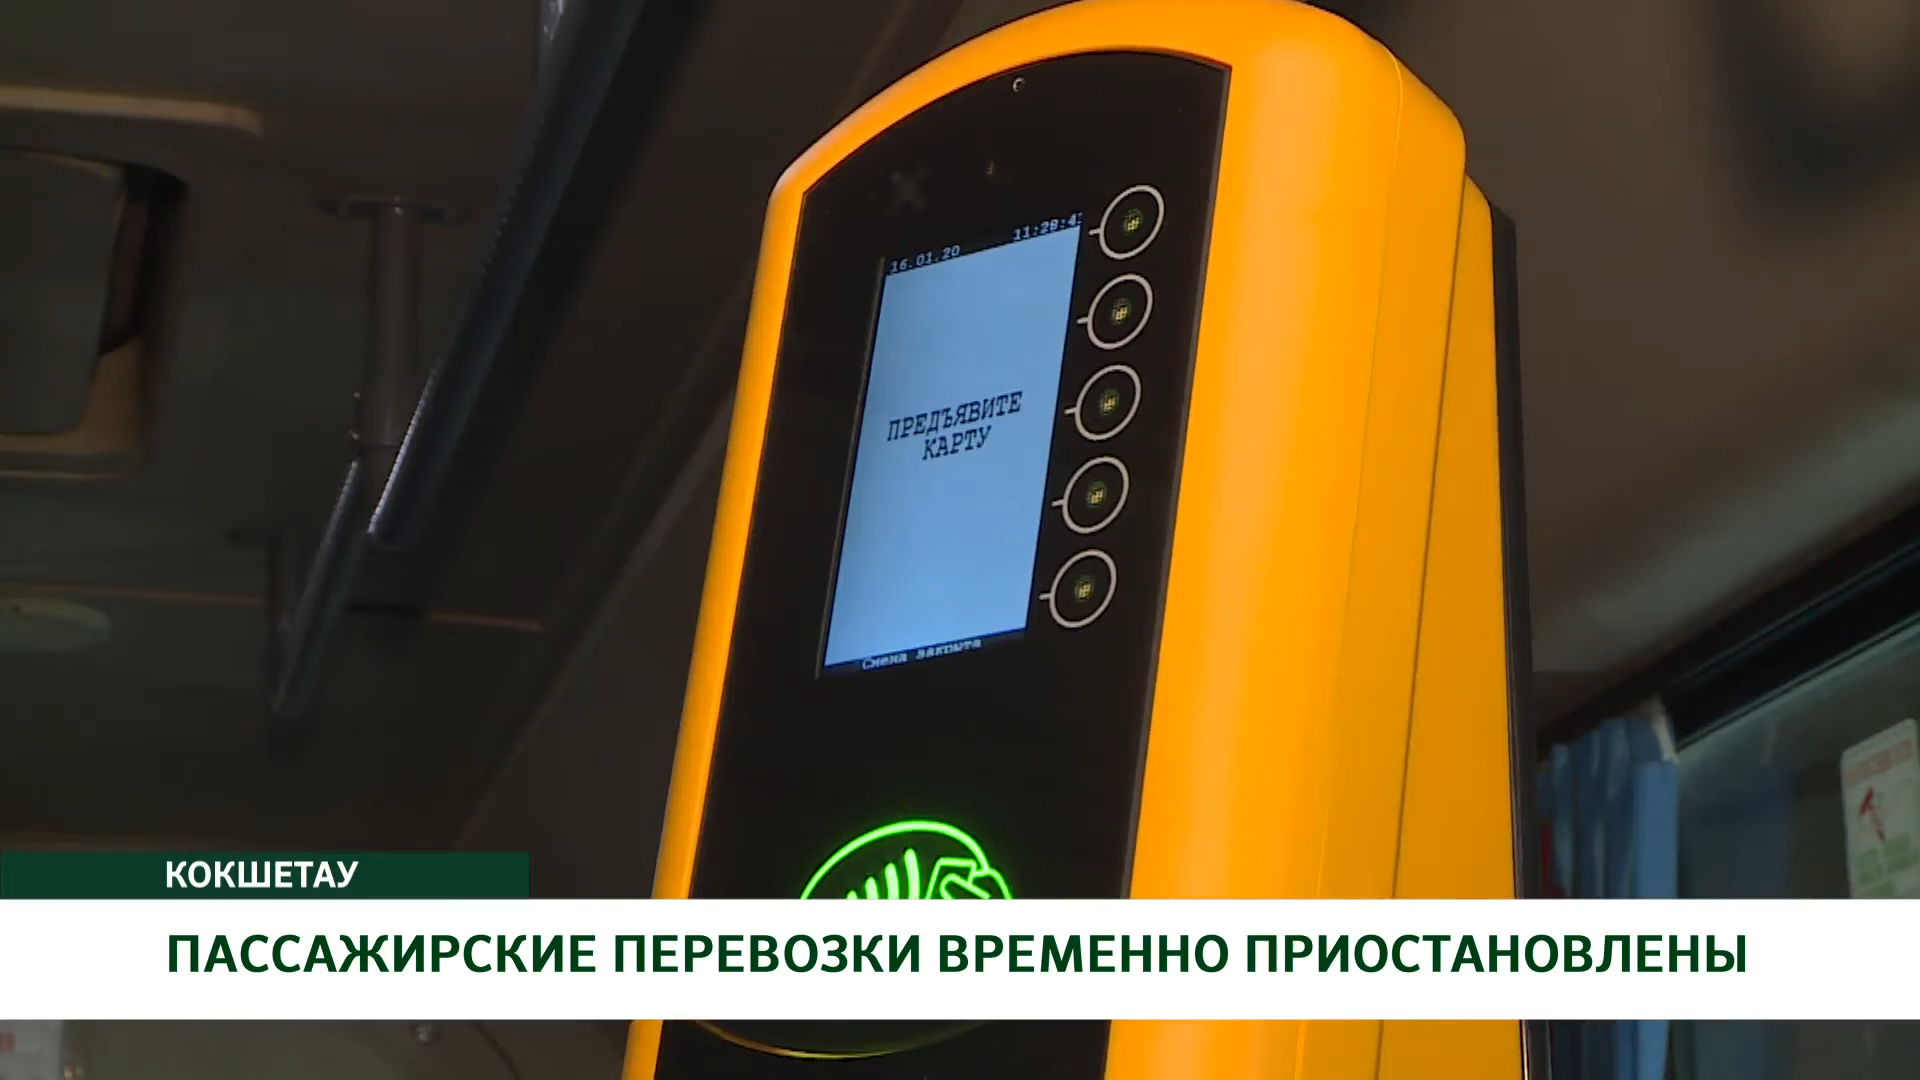 16.01.20 11:28:4
ПРЕДЪЯВИТЕ
КАРТУ
Смена закрыта
КОКШЕТАУ
ПАССАЖИРСКИЕ ПЕРЕВОЗКИ ВРЕМЕННО ПРИОСТАНОВЛЕНЫ